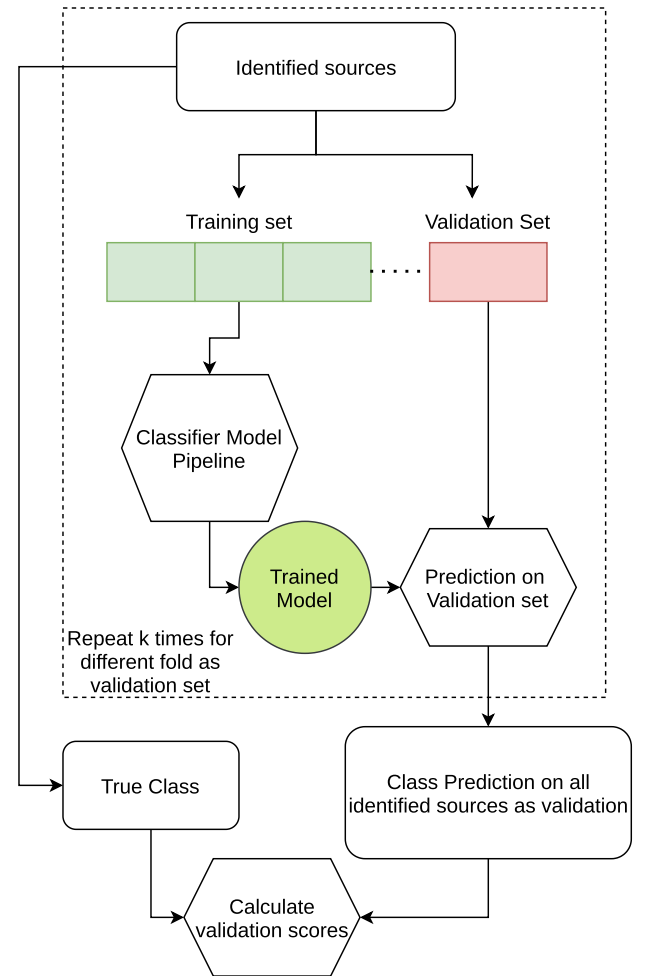 Identified sources
Training set
Validation Set
Classifier Model
Pipeline
Trained
Model
Prediction on
Validation set
Repeat k times for
different fold as
validation set
True Class
Class Prediction on all
identified sources as validation
Calculate
validation scores